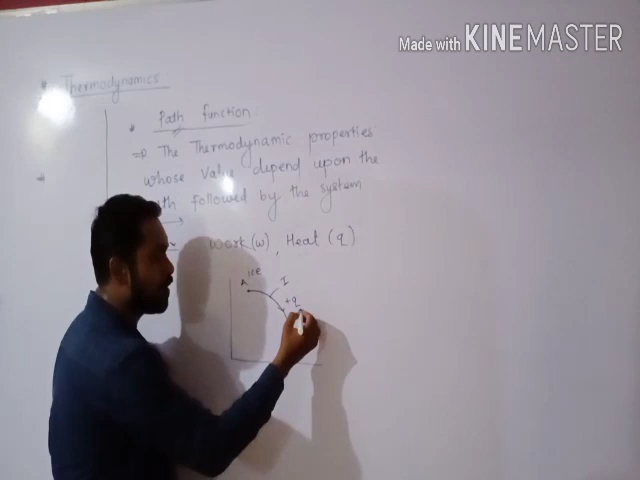 Made with KINEMASTER
* Thermodynamics
* Path function
⇒ The Thermodynamic properties
whose value depend upon the
followed by the system
Work (w), Heat (q)
ICE
A
I
+q